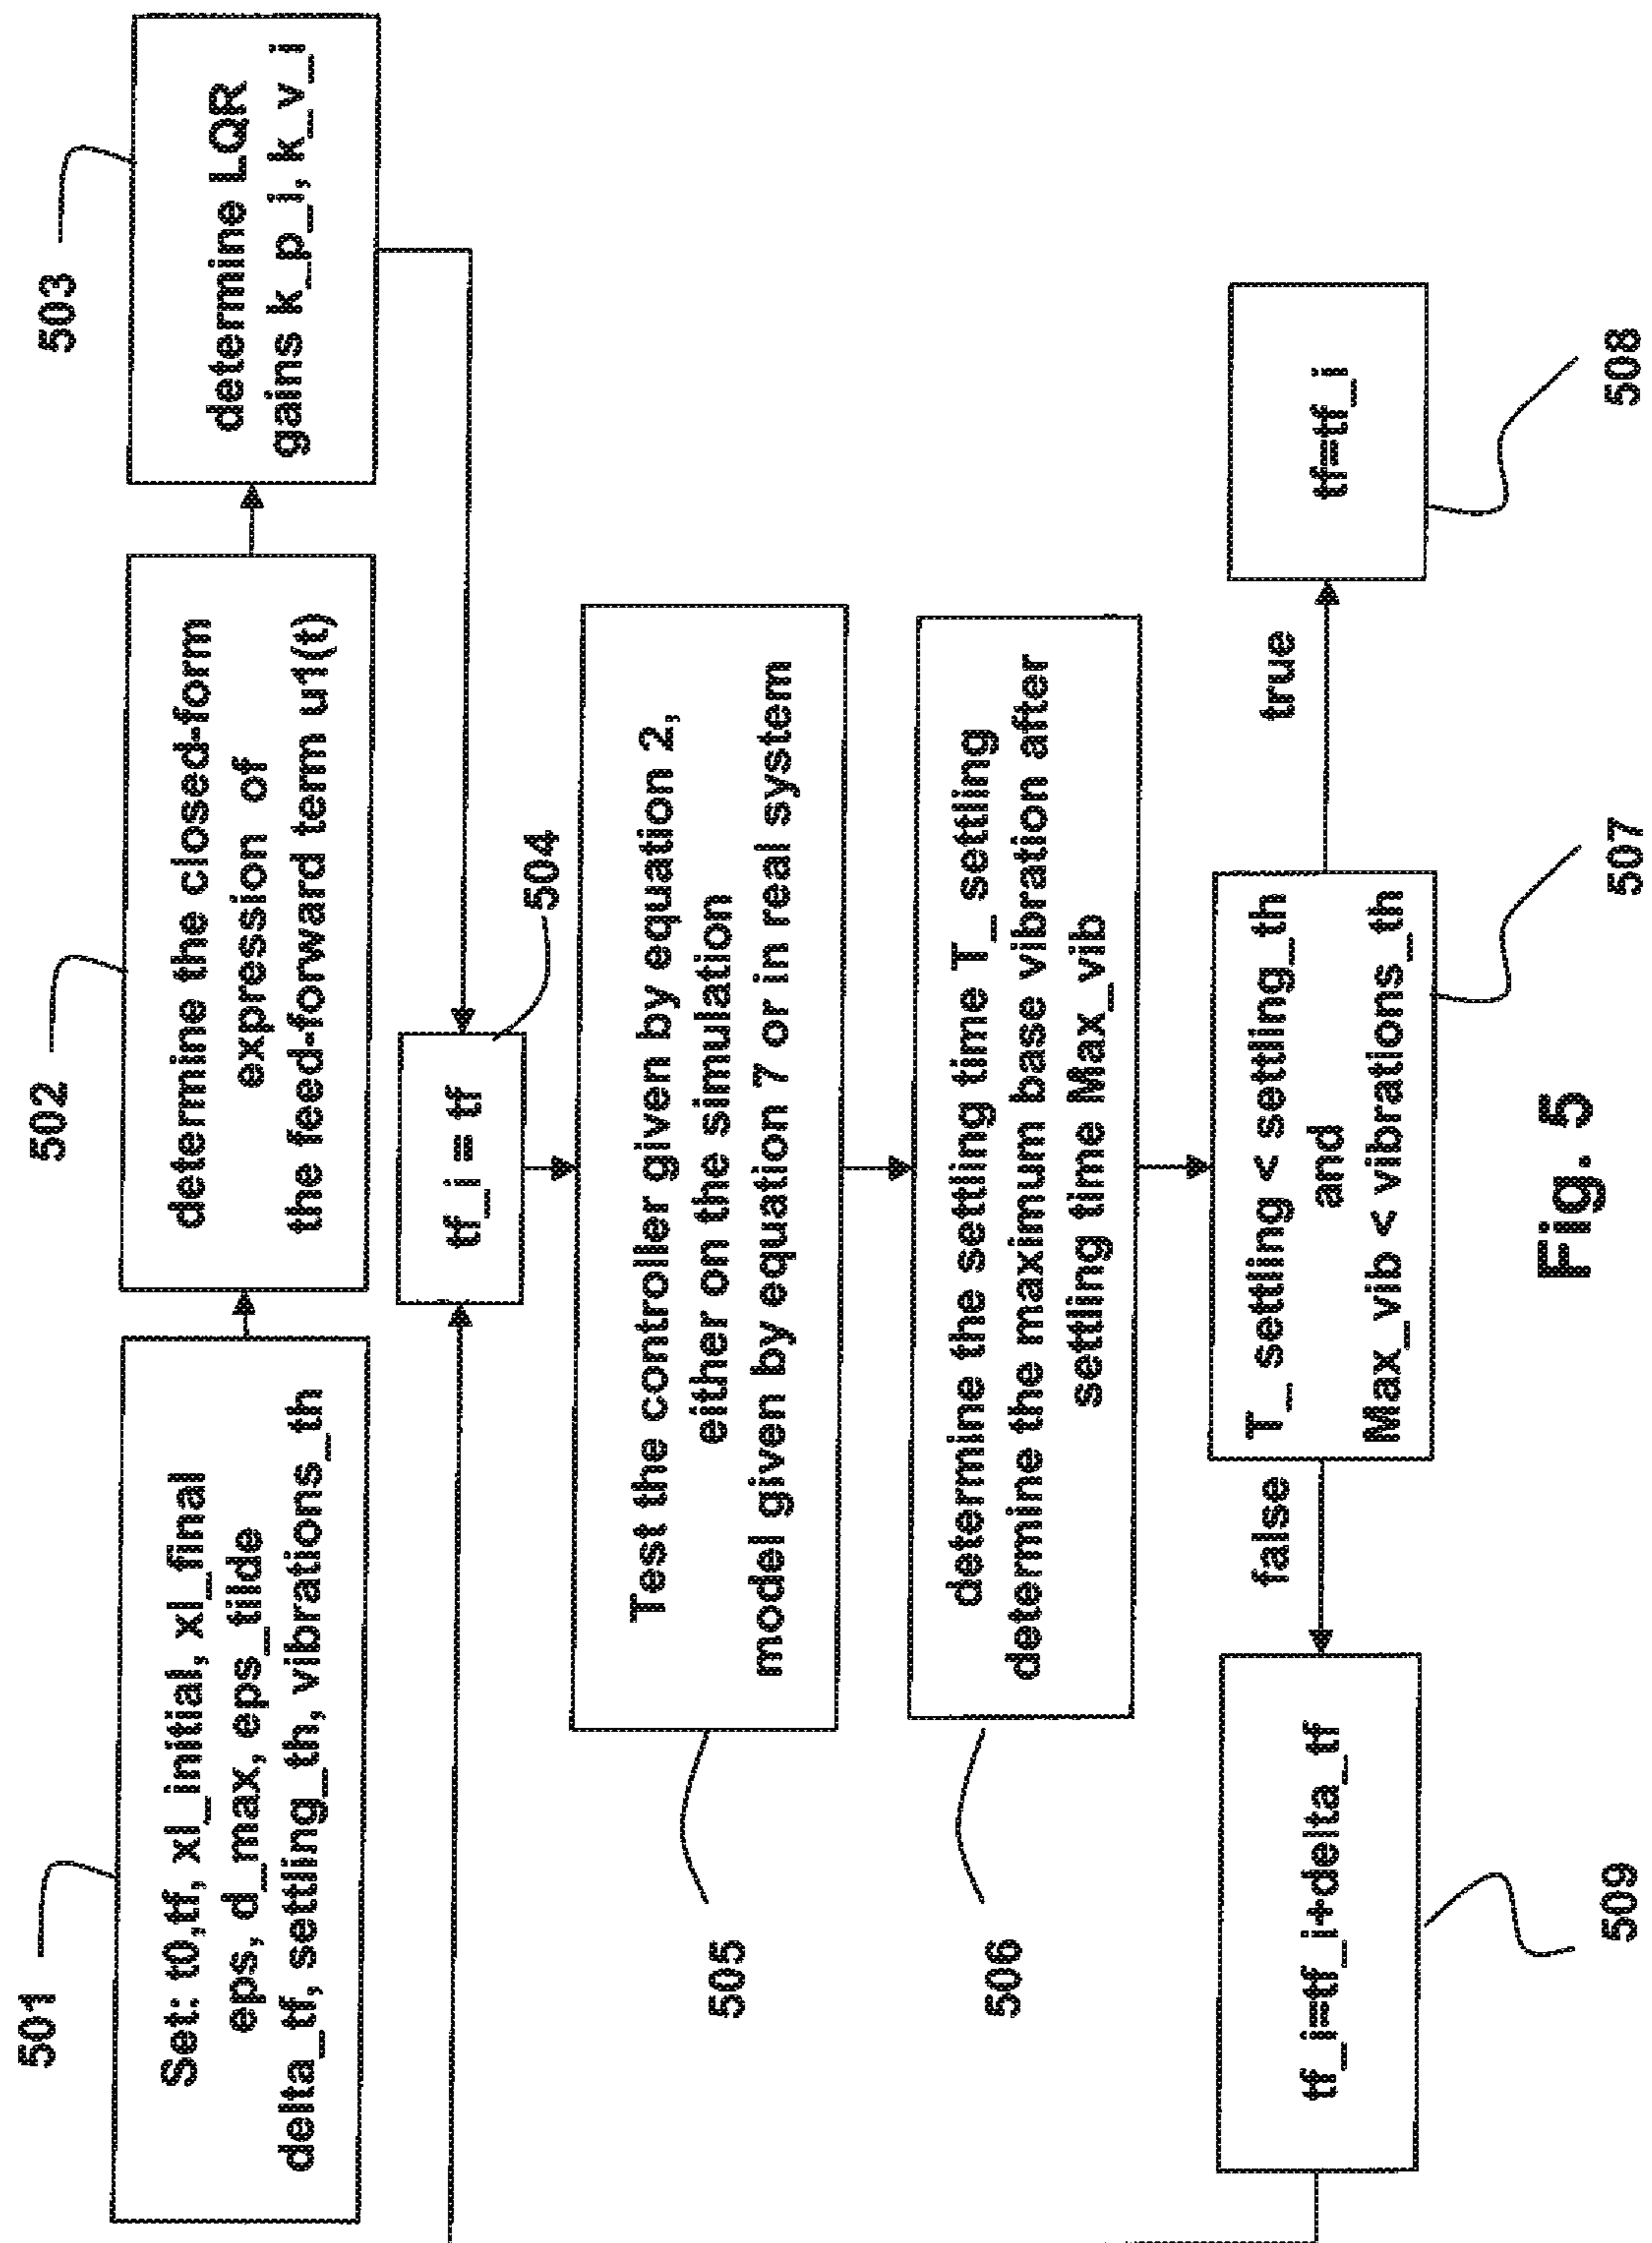 501
Set: t0,tf, xl_initial, xl_final
eps, d_max, eps_tilde
delta_tf, settling_th, vibrations_th
502
determine the closed-form
expression of
the feed-forward term u1(t)
503
determine LQR
gains k_p_i, k_v_i
tf_i = tf
504
505
Test the controller given by equation 2,
either on the simulation
model given by equation 7 or in real system
506
determine the settling time T_settling
determine the maximum base vibration after
settling time Max_vib
false
T_settling < settling_th
and
Max_vib < vibrations_th
true
507
tf_i=tf_i+delta_tf
509
tf=tf_i
508
Fig. 5